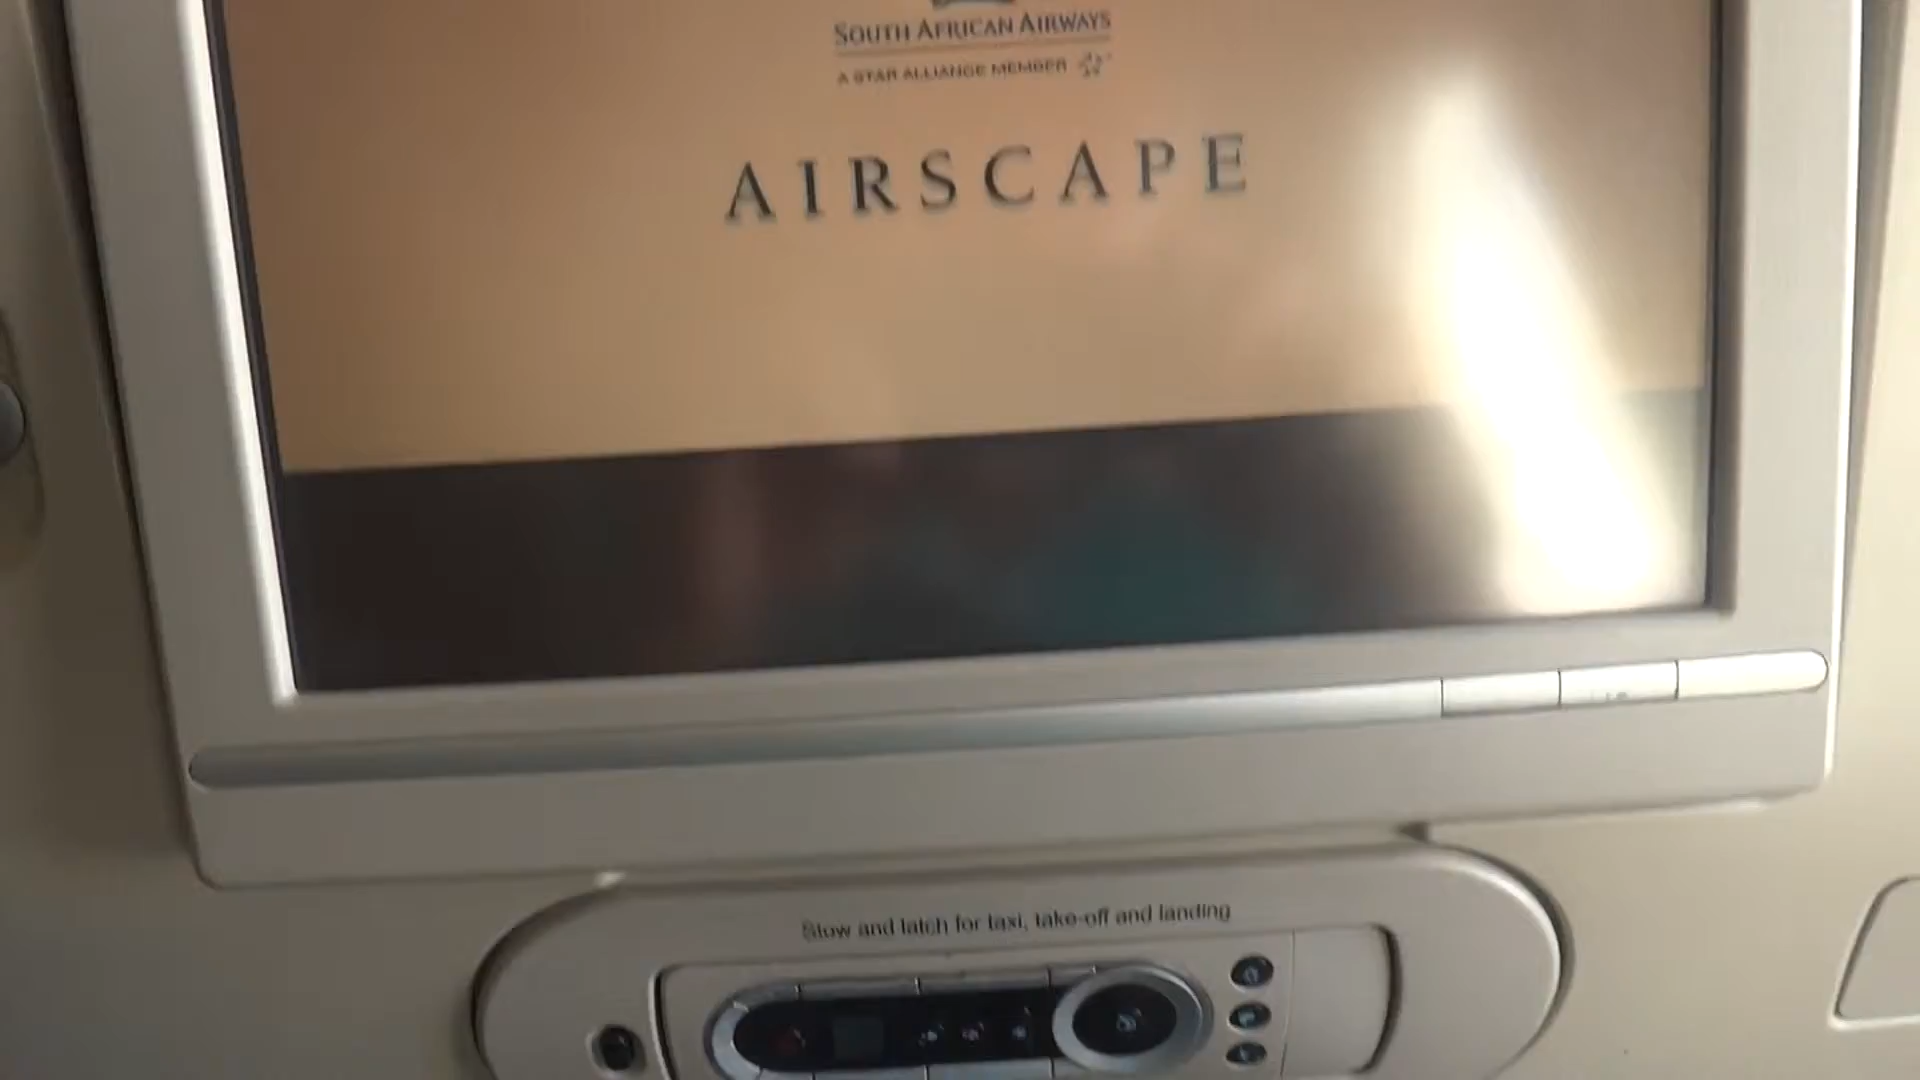 SOUTH AFRICAN AIRWAYS
A STAR ALLIANCE MEMBER
AIRSCAPE
Stow and latch for taxi, take-off and landing